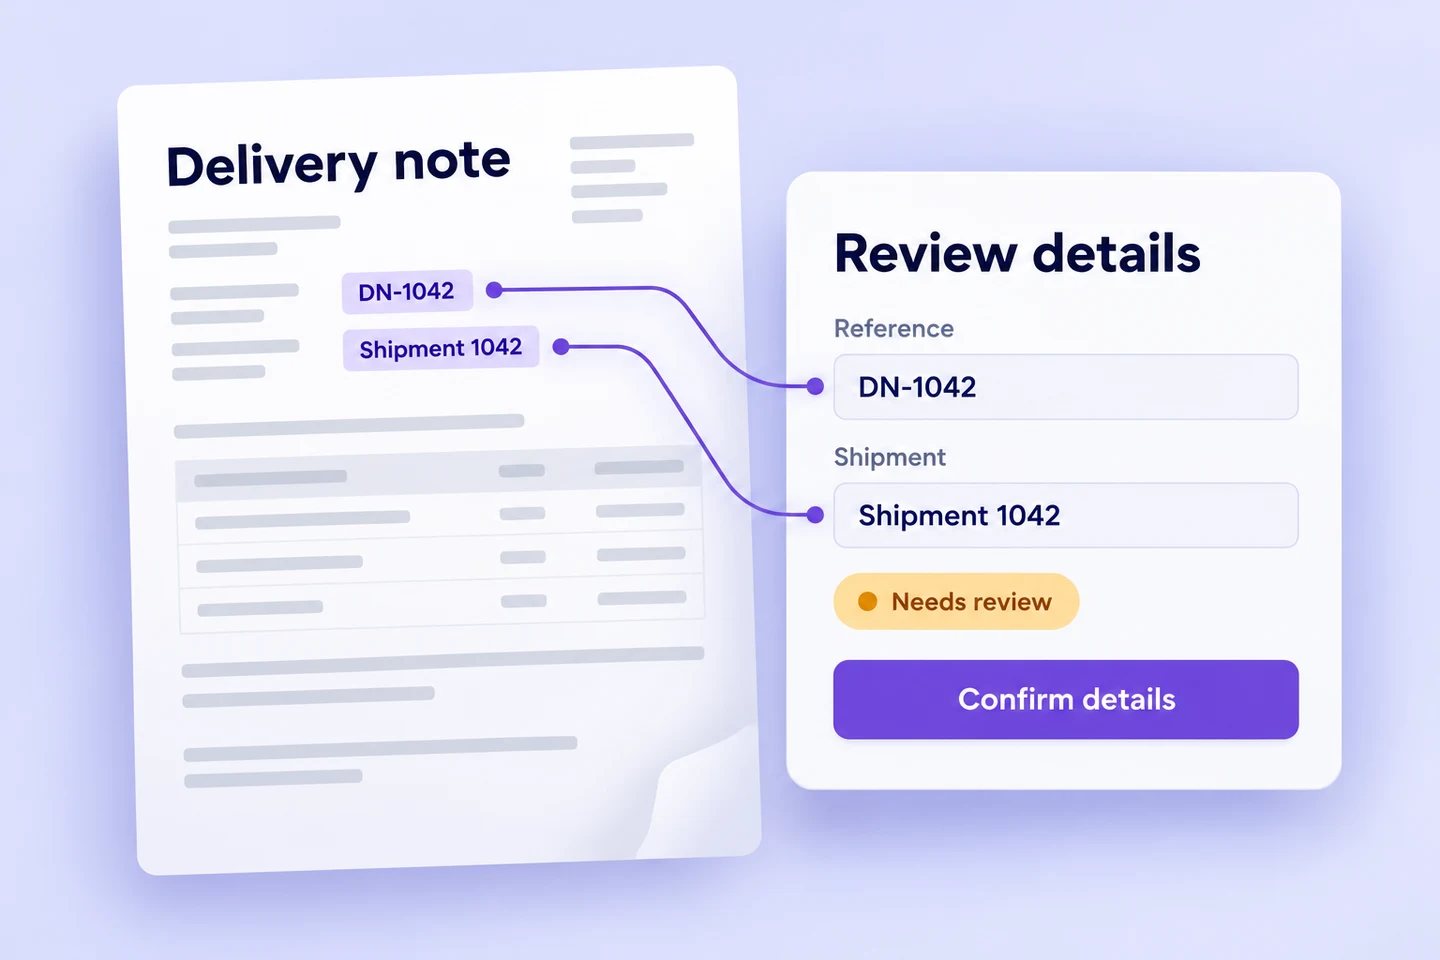 Delivery note
DN-1042
Shipment 1042
Review details
Reference
DN-1042
Shipment
Shipment 1042
Needs review
Confirm details